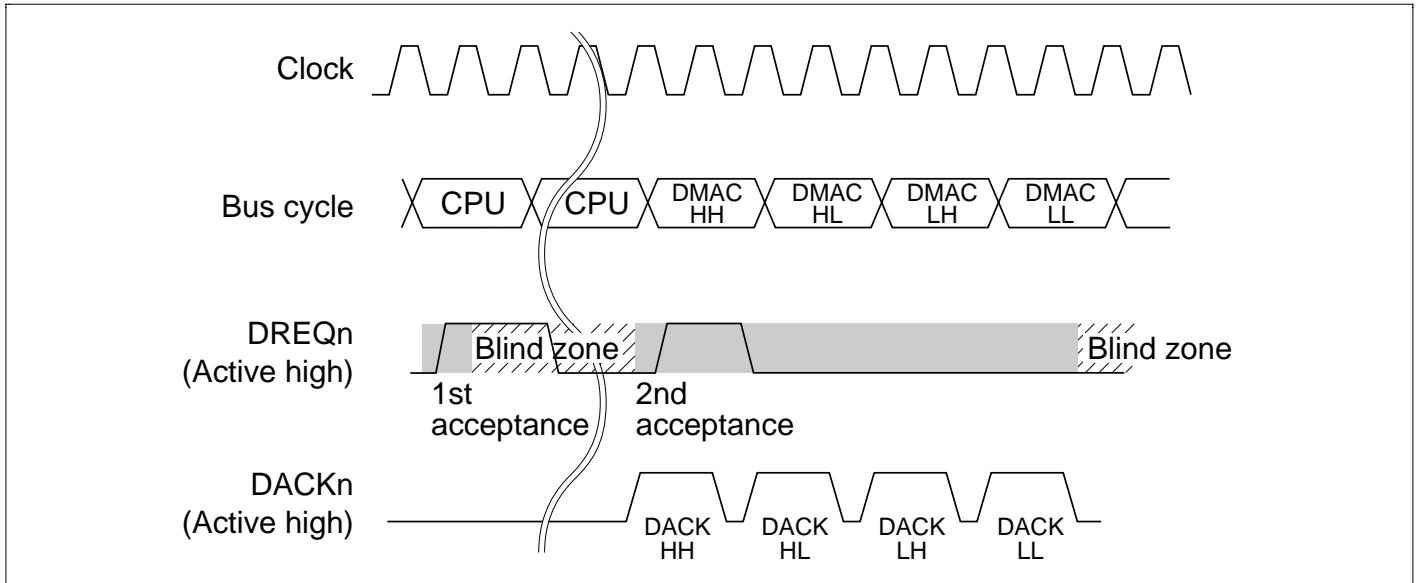 Clock
Bus cycle
CPU
CPU
DMAC
HH
DMAC
HL
DMAC
LH
DMAC
LL
DREQn
(Active high)
Blind zone
Blind zone
1st
acceptance
2nd
acceptance
DACKn
(Active high)
DACK
HH
DACK
HL
DACK
LH
DACK
LL